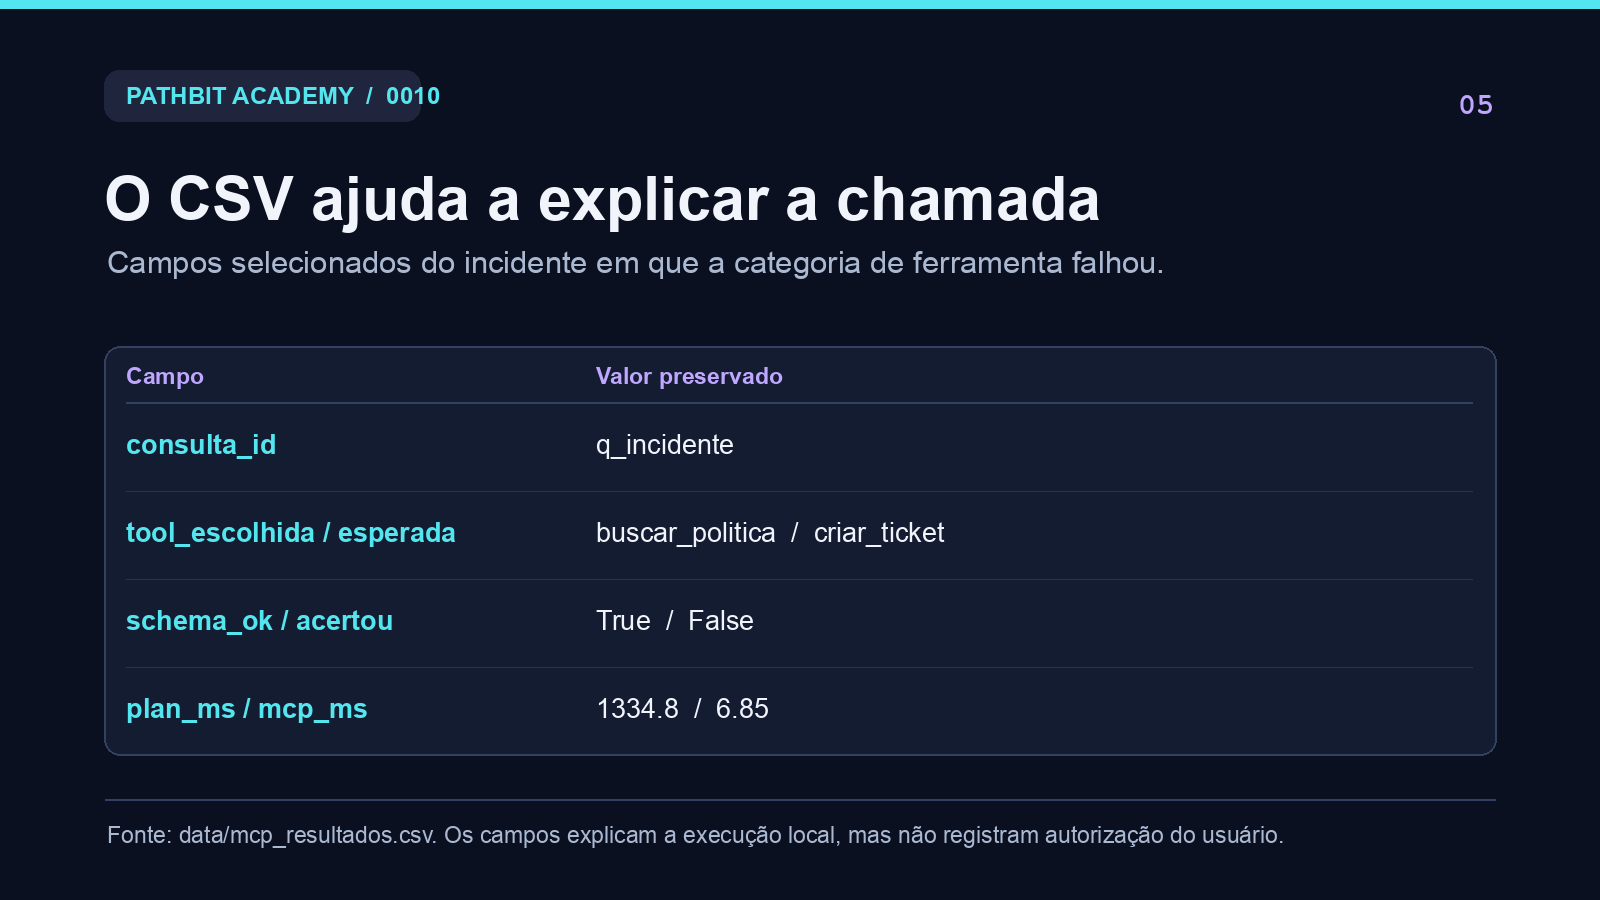 PATHBIT ACADEMY / 0010
05
O CSV ajuda a explicar a chamada
Campos selecionados do incidente em que a categoria de ferramenta falhou.
Campo Valor preservado
consulta_id q_incidente
tool_escolhida / esperada buscar_politica / criar_ticket
schema_ok / acertou True / False
plan_ms / mcp_ms 1334.8 / 6.85
Fonte: data/mcp_resultados.csv. Os campos explicam a execução local, mas não registram autorização do usuário.